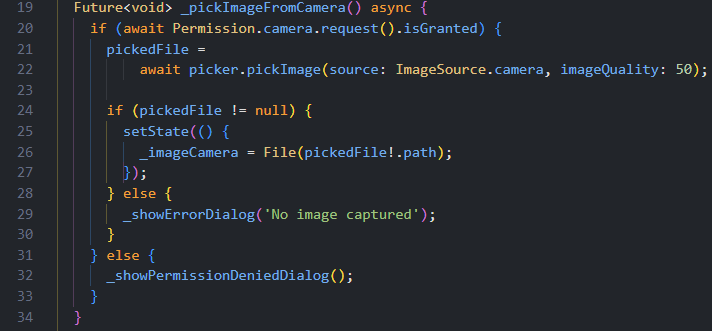 19 Future<void> _pickImageFromCamera() async {
20 if (await Permission.camera.request().isGranted) {
21 pickedFile =
22 await picker.pickImage(source: ImageSource.camera, imageQuality: 50);
23
24 if (pickedFile != null) {
25 setState(() {
26 _imageCamera = File(pickedFile!.path);
27 });
28 } else {
29 _showErrorDialog('No image captured');
30 }
31 } else {
32 _showPermissionDeniedDialog();
33 }
34 }